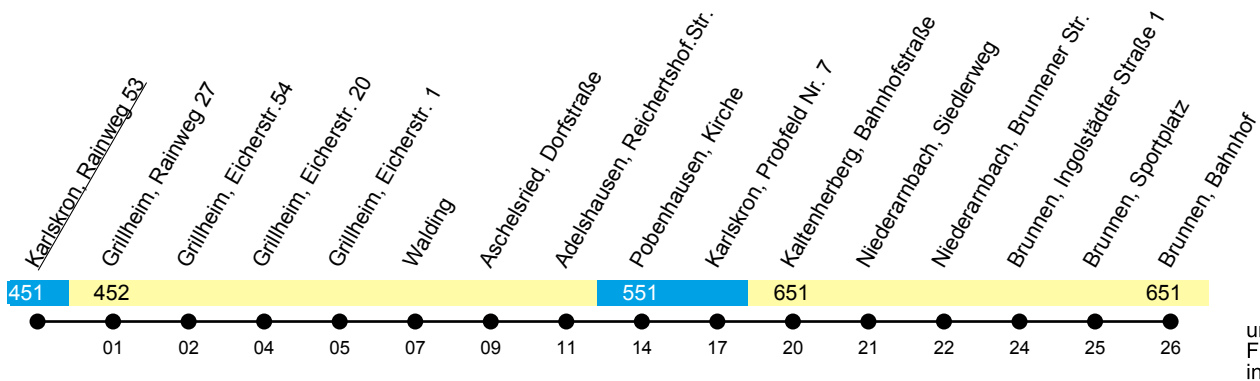 Karlskron, Rainweg 53
Grillheim, Rainweg 27
Grillheim, Eicherstr.54
Grillheim, Eicherstr. 20
Grillheim, Eicherstr. 1
Walding
Aschelsried, Dorfstraße
Adelshausen, Reichertshof.Str.
Pobenhausen, Kirche
Karlskron, Probfeld Nr. 7
Kaltenherberg, Bahnhofstraße
Niederarnbach, Siedlerweg
Niederarnbach, Brunnener Str.
Brunnen, Ingolstädter Straße 1
Brunnen, Sportplatz
Brunnen, Bahnhof
451 452 551 651 651
01 02 04 05 07 09 11 14 17 20 21 22 24 25 26